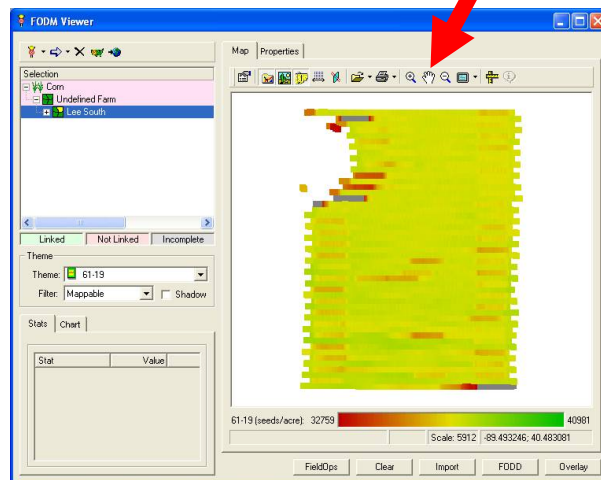 FODM Viewer
Selection
Corn
Undefined Farm
Lee South
Linked Not Linked Incomplete
Theme
Theme: 61-19
Filter: Mappable Shadow
Stats Chart
Stat Value
Map Properties
61-19 (seeds/acre): 32759 40981
Scale: 5912 -89.493246; 40.483081
FieldOps Clear Import FODD Overlay